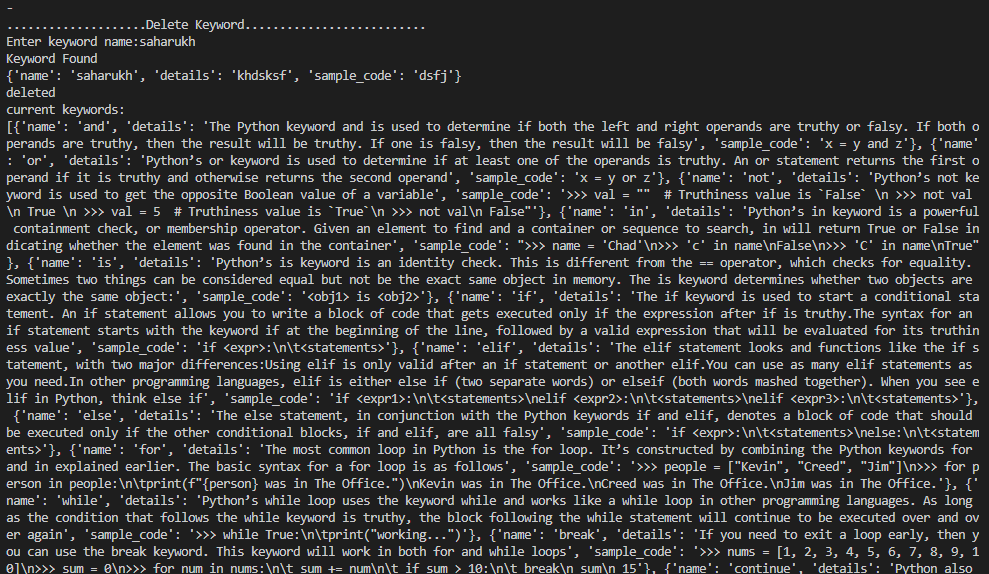 -
....................Delete Keyword..........................
Enter keyword name:saharukh
Keyword Found
{'name': 'saharukh', 'details': 'khdsksf', 'sample_code': 'dsfj'}
deleted
current keywords:
[{'name': 'and', 'details': 'The Python keyword and is used to determine if both the left and right operands are truthy or falsy. If both o
perands are truthy, then the result will be truthy. If one is falsy, then the result will be falsy', 'sample_code': 'x = y and z'}, {'name'
: 'or', 'details': 'Python’s or keyword is used to determine if at least one of the operands is truthy. An or statement returns the first o
perand if it is truthy and otherwise returns the second operand', 'sample_code': 'x = y or z'}, {'name': 'not', 'details': 'Python’s not ke
yword is used to get the opposite Boolean value of a variable', 'sample_code': '>>> val = ""  # Truthiness value is `False` \n >>> not val
\n True \n >>> val = 5  # Truthiness value is `True`\n >>> not val\n False"'}, {'name': 'in', 'details': 'Python’s in keyword is a powerful
 containment check, or membership operator. Given an element to find and a container or sequence to search, in will return True or False in
dicating whether the element was found in the container', 'sample_code': ">>> name = 'Chad'\n>>> 'c' in name\nFalse\n>>> 'C' in name\nTrue"
}, {'name': 'is', 'details': 'Python’s is keyword is an identity check. This is different from the == operator, which checks for equality.
Sometimes two things can be considered equal but not be the exact same object in memory. The is keyword determines whether two objects are
exactly the same object:', 'sample_code': '<obj1> is <obj2>'}, {'name': 'if', 'details': 'The if keyword is used to start a conditional sta
tement. An if statement allows you to write a block of code that gets executed only if the expression after if is truthy.The syntax for an
if statement starts with the keyword if at the beginning of the line, followed by a valid expression that will be evaluated for its truthin
ess value', 'sample_code': 'if <expr>:\n\t<statements>'}, {'name': 'elif', 'details': 'The elif statement looks and functions like the if s
tatement, with two major differences:Using elif is only valid after an if statement or another elif.You can use as many elif statements as
you need.In other programming languages, elif is either else if (two separate words) or elseif (both words mashed together). When you see e
lif in Python, think else if', 'sample_code': 'if <expr1>:\n\t<statements>\nelif <expr2>:\n\t<statements>\nelif <expr3>:\n\t<statements>'},
 {'name': 'else', 'details': 'The else statement, in conjunction with the Python keywords if and elif, denotes a block of code that should
be executed only if the other conditional blocks, if and elif, are all falsy', 'sample_code': 'if <expr>:\n\t<statements>\nelse:\n\t<statem
ents>'}, {'name': 'for', 'details': 'The most common loop in Python is the for loop. It’s constructed by combining the Python keywords for
and in explained earlier. The basic syntax for a for loop is as follows', 'sample_code': '>>> people = ["Kevin", "Creed", "Jim"]\n>>> for p
erson in people:\n\tprint(f"{person} was in The Office.")\nKevin was in The Office.\nCreed was in The Office.\nJim was in The Office.'}, {'
name': 'while', 'details': 'Python’s while loop uses the keyword while and works like a while loop in other programming languages. As long
as the condition that follows the while keyword is truthy, the block following the while statement will continue to be executed over and ov
er again', 'sample_code': '>>> while True:\n\tprint("working...")'}, {'name': 'break', 'details': 'If you need to exit a loop early, then y
ou can use the break keyword. This keyword will work in both for and while loops', 'sample_code': '>>> nums = [1, 2, 3, 4, 5, 6, 7, 8, 9, 1
0]\n>>> sum = 0\n>>> for num in nums:\n\t sum += num\n\t if sum > 10:\n\t break\n sum\n 15'}, {'name': 'continue', 'details': 'Python also